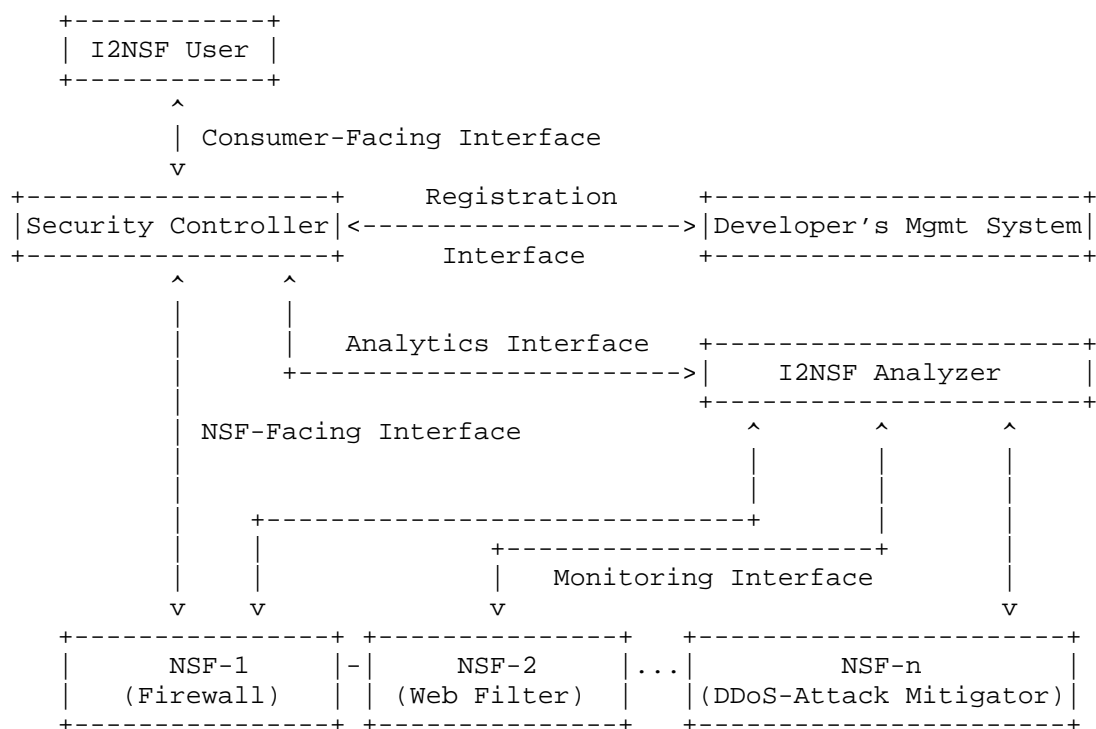 I2NSF User
Consumer-Facing Interface
Registration
Security Controller Developer's Mgmt System
Interface
Analytics Interface
I2NSF Analyzer
NSF-Facing Interface
Monitoring Interface
NSF-1 NSF-2 ... NSF-n
(Firewall) (Web Filter) (DDoS-Attack Mitigator)